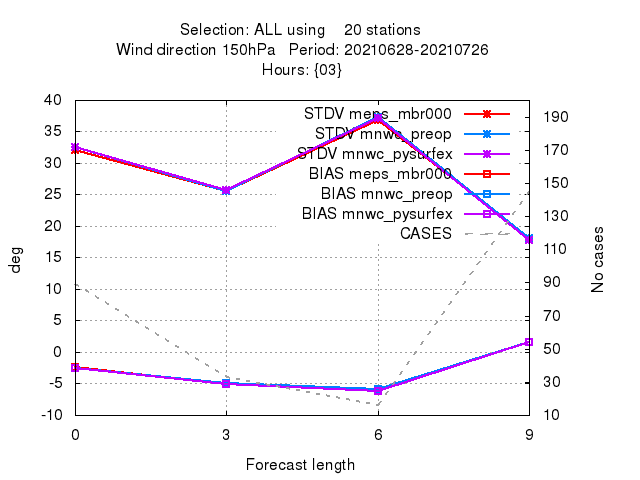 Selection: ALL using 20 stations
Wind direction 150hPa Period: 20210628-20210726
Hours: {03}
40
35
30
25
20
15
10
5
0
-5
-10
deg
190
170
150
130
110
90
70
50
30
10
No cases
STDV meps_mbr000
STDV mnwc_preop
STDV mnwc_pysurfex
BIAS meps_mbr000
BIAS mnwc_preop
BIAS mnwc_pysurfex
CASES
0 3 6 9
Forecast length